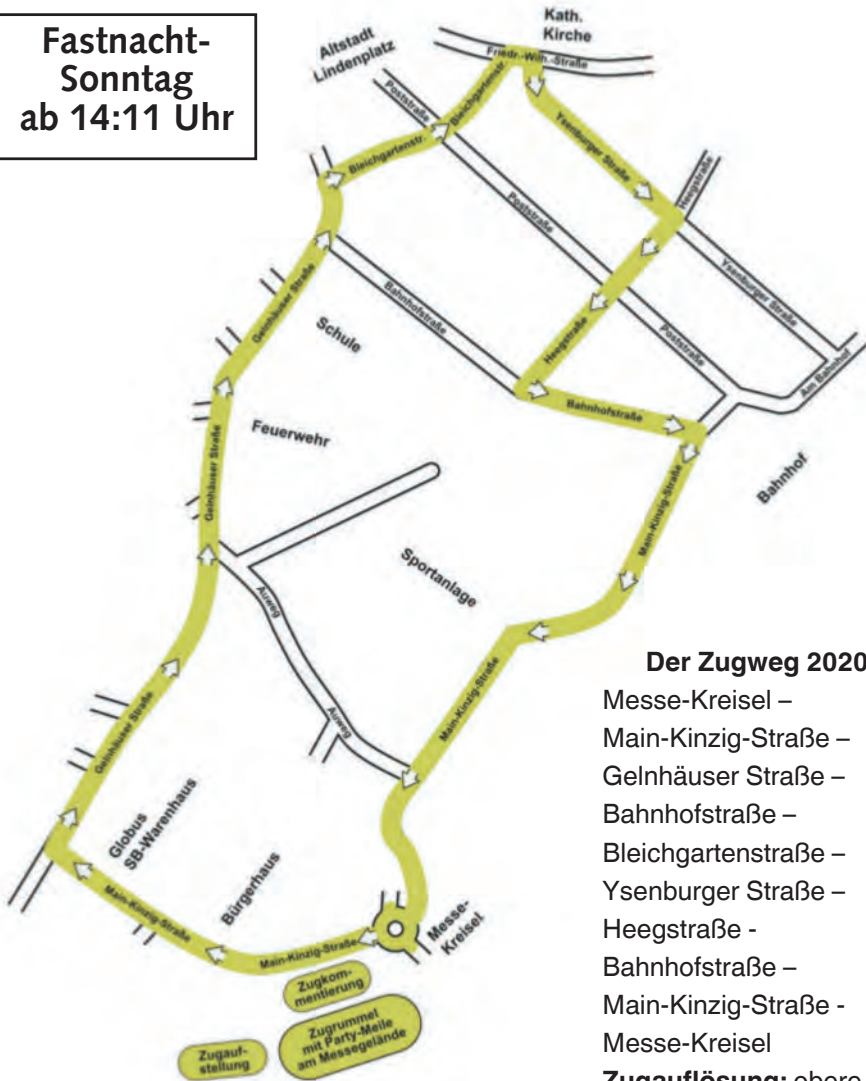 Fastnacht-
Sonntag
ab 14:11 Uhr
Kath.
Kirche
Altstadt
Lindenplatz
Friedr.-Wilh.-Straße
Poststraße
Bleichgartenstr.
Bleichgartenstr.
Ysenburger Straße
Heegstraße
Poststraße
Ysenburger Straße
Gelnhäuser Straße
Bahnhofstraße
Schule
Heegstraße
Poststraße
Am Bahnhof
Bahnhofstraße
Feuerwehr
Bahnhof
Gelnhäuser Straße
Main-Kinzig-Straße
Sportanlage
Auweg
Main-Kinzig-Straße
Auweg
Gelnhäuser Straße
Globus
SB-Warenhaus
Bürgerhaus
Main-Kinzig-Straße
Main-Kinzig-Straße
Messe-
Kreisel
Zugkom-
mentierung
Zugrummel
mit Party-Meile
am Messegelände
Zugauf-
stellung
Der Zugweg 2020
Messe-Kreisel –
Main-Kinzig-Straße –
Gelnhäuser Straße –
Bahnhofstraße –
Bleichgartenstraße –
Ysenburger Straße –
Heegstraße -
Bahnhofstraße –
Main-Kinzig-Straße -
Messe-Kreisel
Zugauflösung: obere